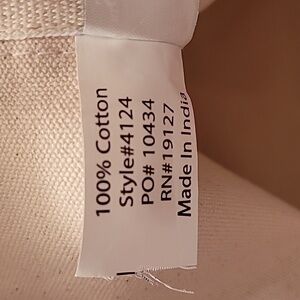 100% Cotton
Style#4124
PO# 10434
RN#19127
Made In India